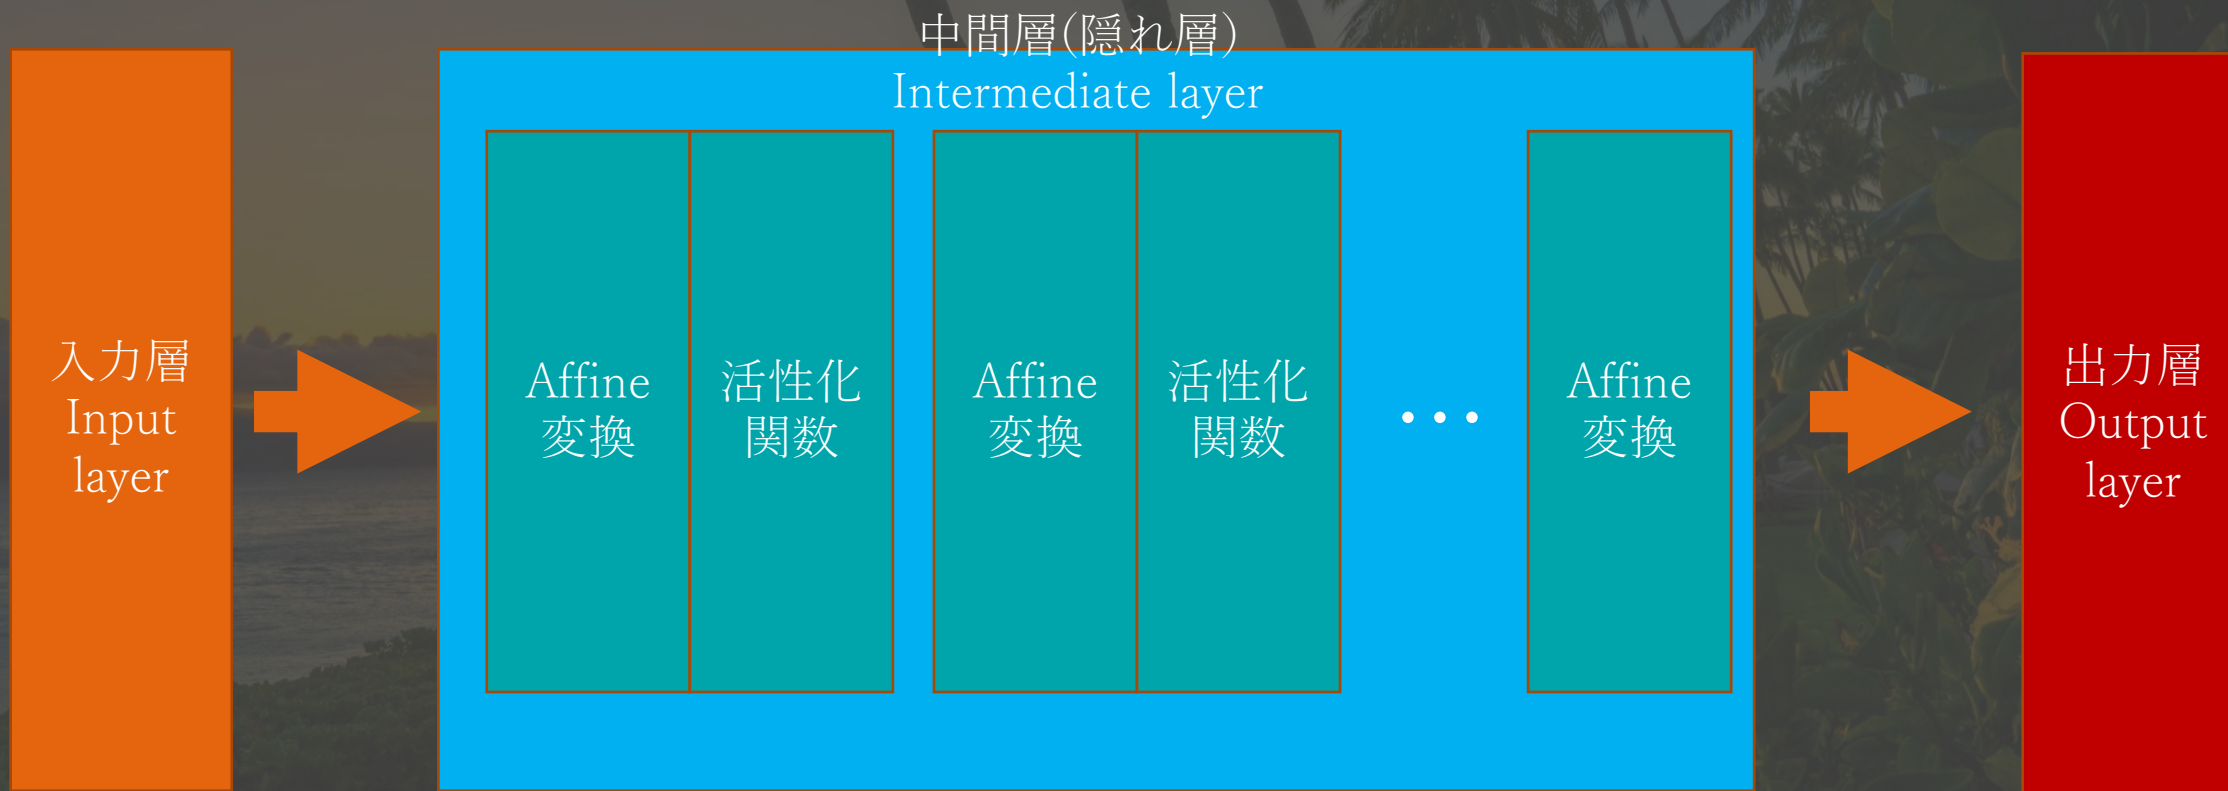 中間層(隠れ層)
Intermediate layer
入力層
Input
layer
Affine
変換
活性化
関数
Affine
変換
活性化
関数
…
Affine
変換
出力層
Output
layer